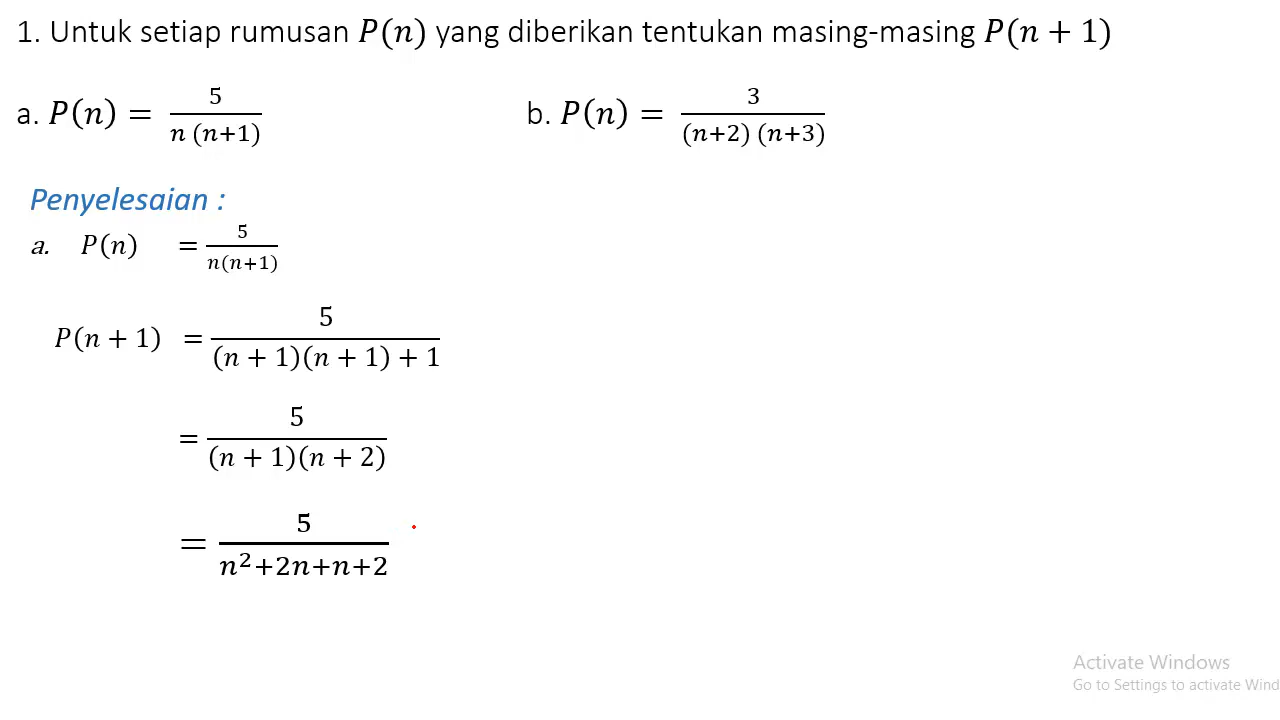 1. Untuk setiap rumusan P(n) yang diberikan tentukan masing-masing P(n + 1)
a. P(n) = 5/(n (n+1))
b. P(n) = 3/((n+2) (n+3))
Penyelesaian :
a. P(n) = 5/(n(n+1))
P(n + 1) = 5/((n + 1)(n + 1) + 1)
= 5/((n + 1)(n + 2))
= 5/(n²+2n+n+2)
Activate Windows
Go to Settings to activate Wind